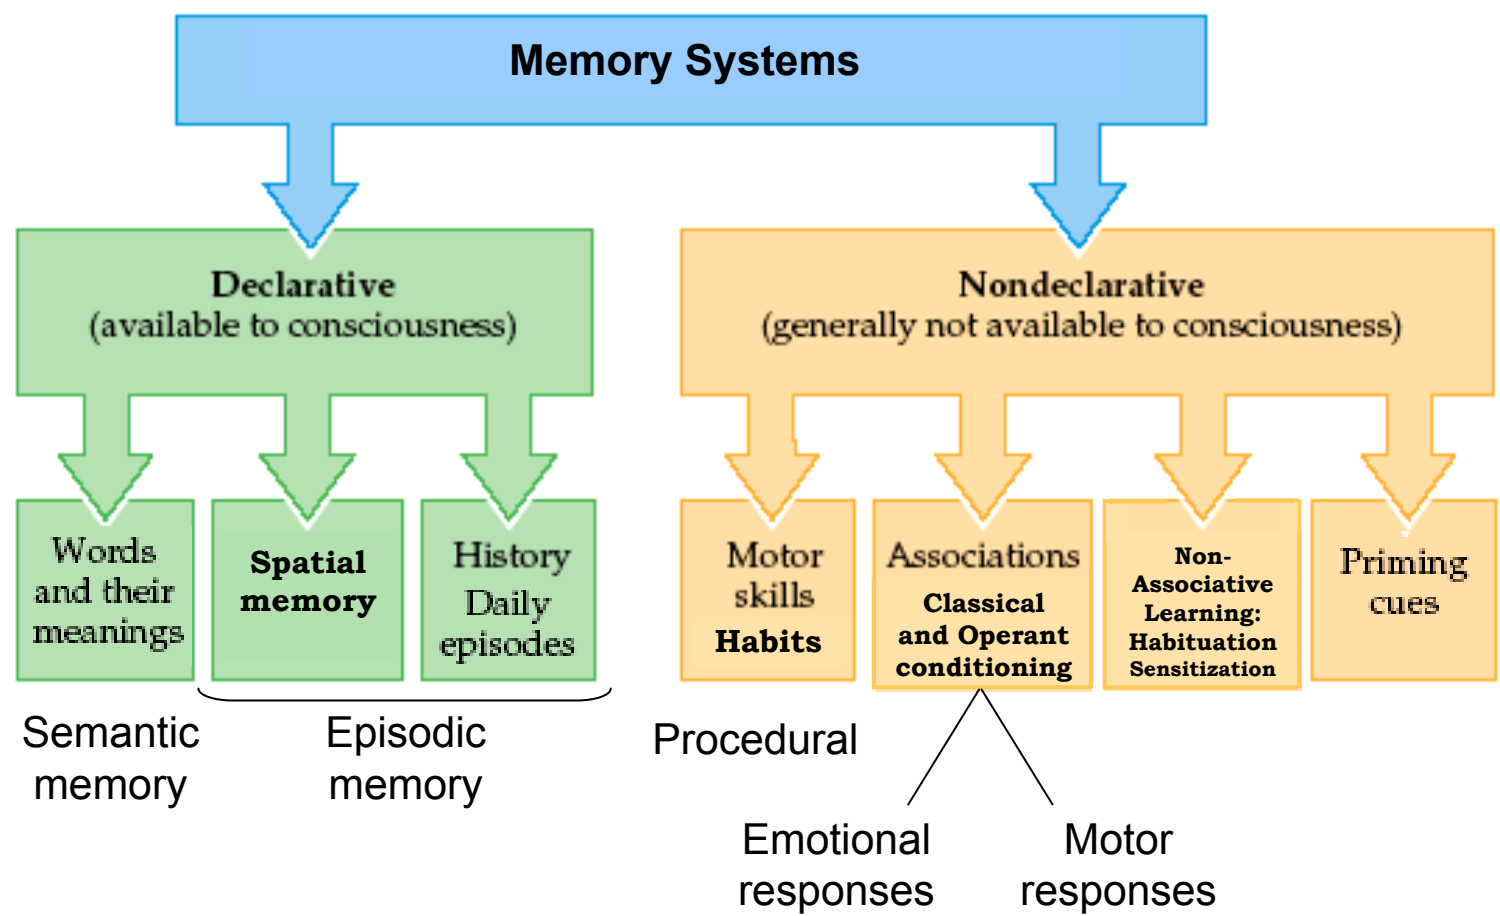 Memory Systems
Declarative
(available to consciousness)
Nondeclarative
(generally not available to consciousness)
Words
and their
meanings
Spatial
memory
History
Daily
episodes
Motor
skills
Habits
Associations
Classical
and Operant
conditioning
Non-
Associative
Learning:
Habituation
Sensitization
Priming
cues
Semantic
memory
Episodic
memory
Procedural
Emotional
responses
Motor
responses